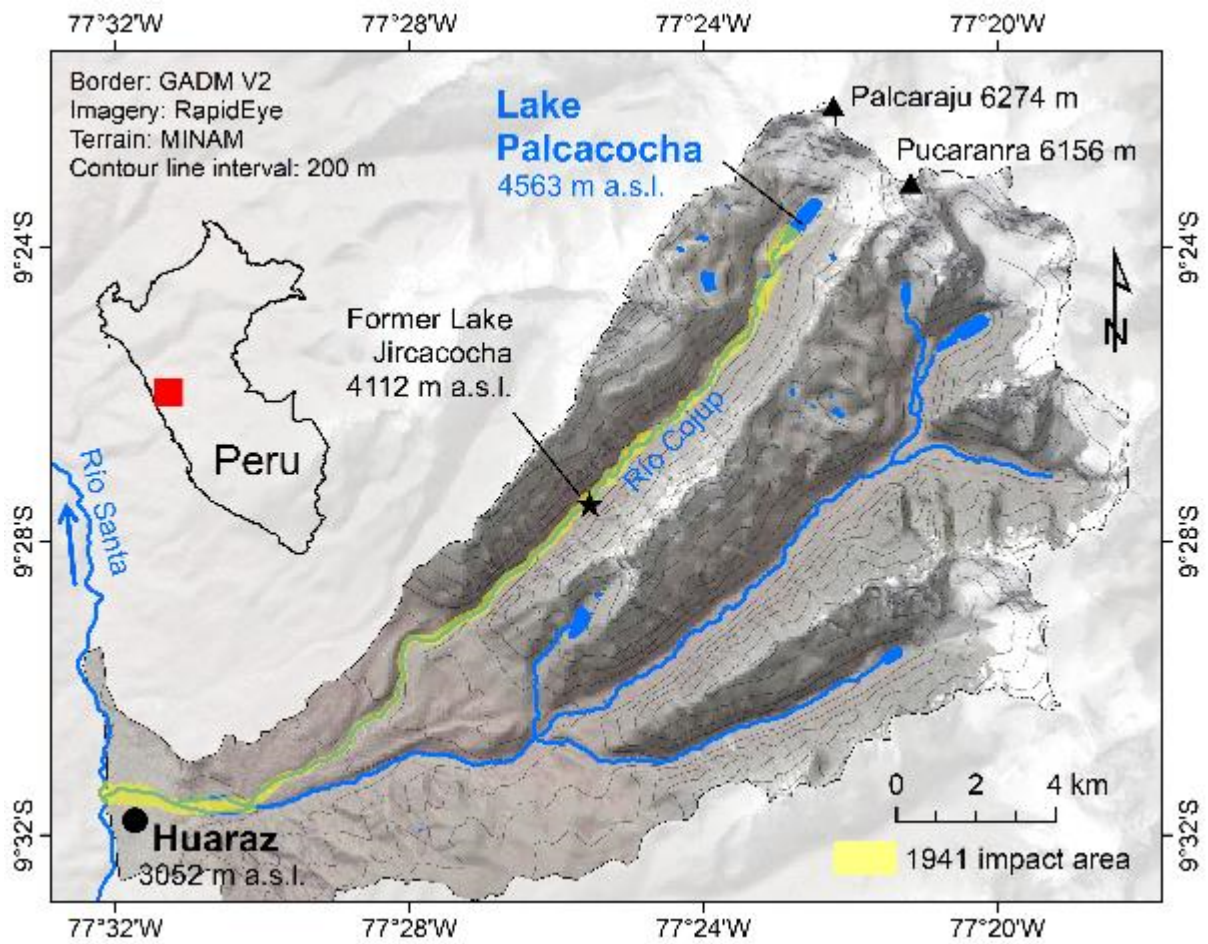 77°32'W 77°28'W 77°24'W 77°20'W
Border: GADM V2
Imagery: RapidEye
Terrain: MINAM
Contour line interval: 200 m
Lake
Palcacocha
4563 m a.s.l.
Palcaraju 6274 m
Pucaranra 6156 m
9°24'S
9°24'S
Former Lake
Jircacocha
4112 m a.s.l.
N
Río Cojup
Peru
Río Santa
9°28'S
9°28'S
0 2 4 km
Huaraz
3052 m a.s.l.
1941 impact area
9°32'S
9°32'S
77°32'W 77°28'W 77°24'W 77°20'W